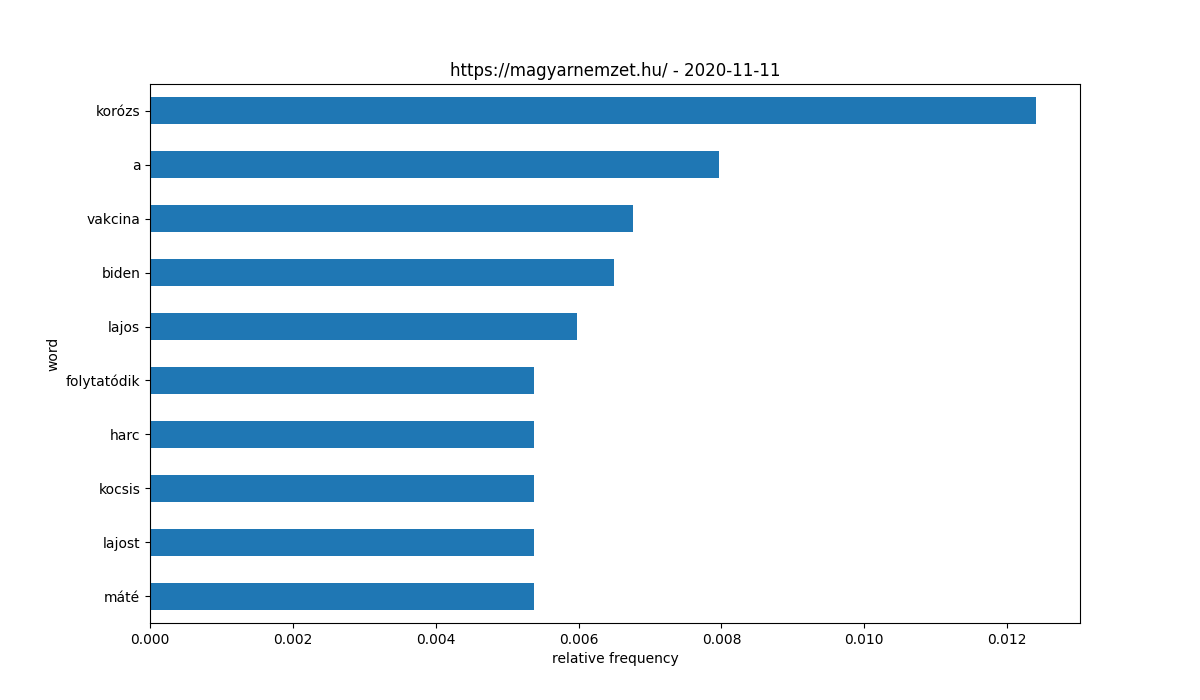 https://magyarnemzet.hu/ - 2020-11-11
korózs
a
vakcina
biden
lajos
folytatódik
harc
kocsis
lajost
máté
word
0.000 0.002 0.004 0.006 0.008 0.010 0.012
relative frequency